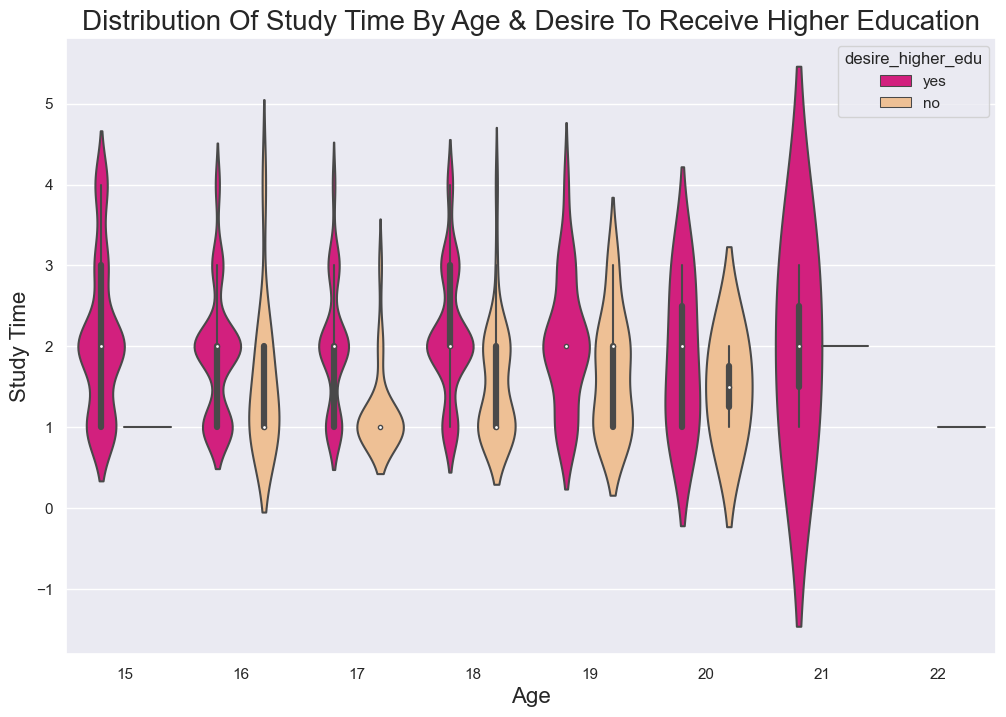 Distribution Of Study Time By Age & Desire To Receive Higher Education
desire_higher_edu
yes
no
Study Time
5
4
3
2
1
0
−1
15 16 17 18 19 20 21 22
Age